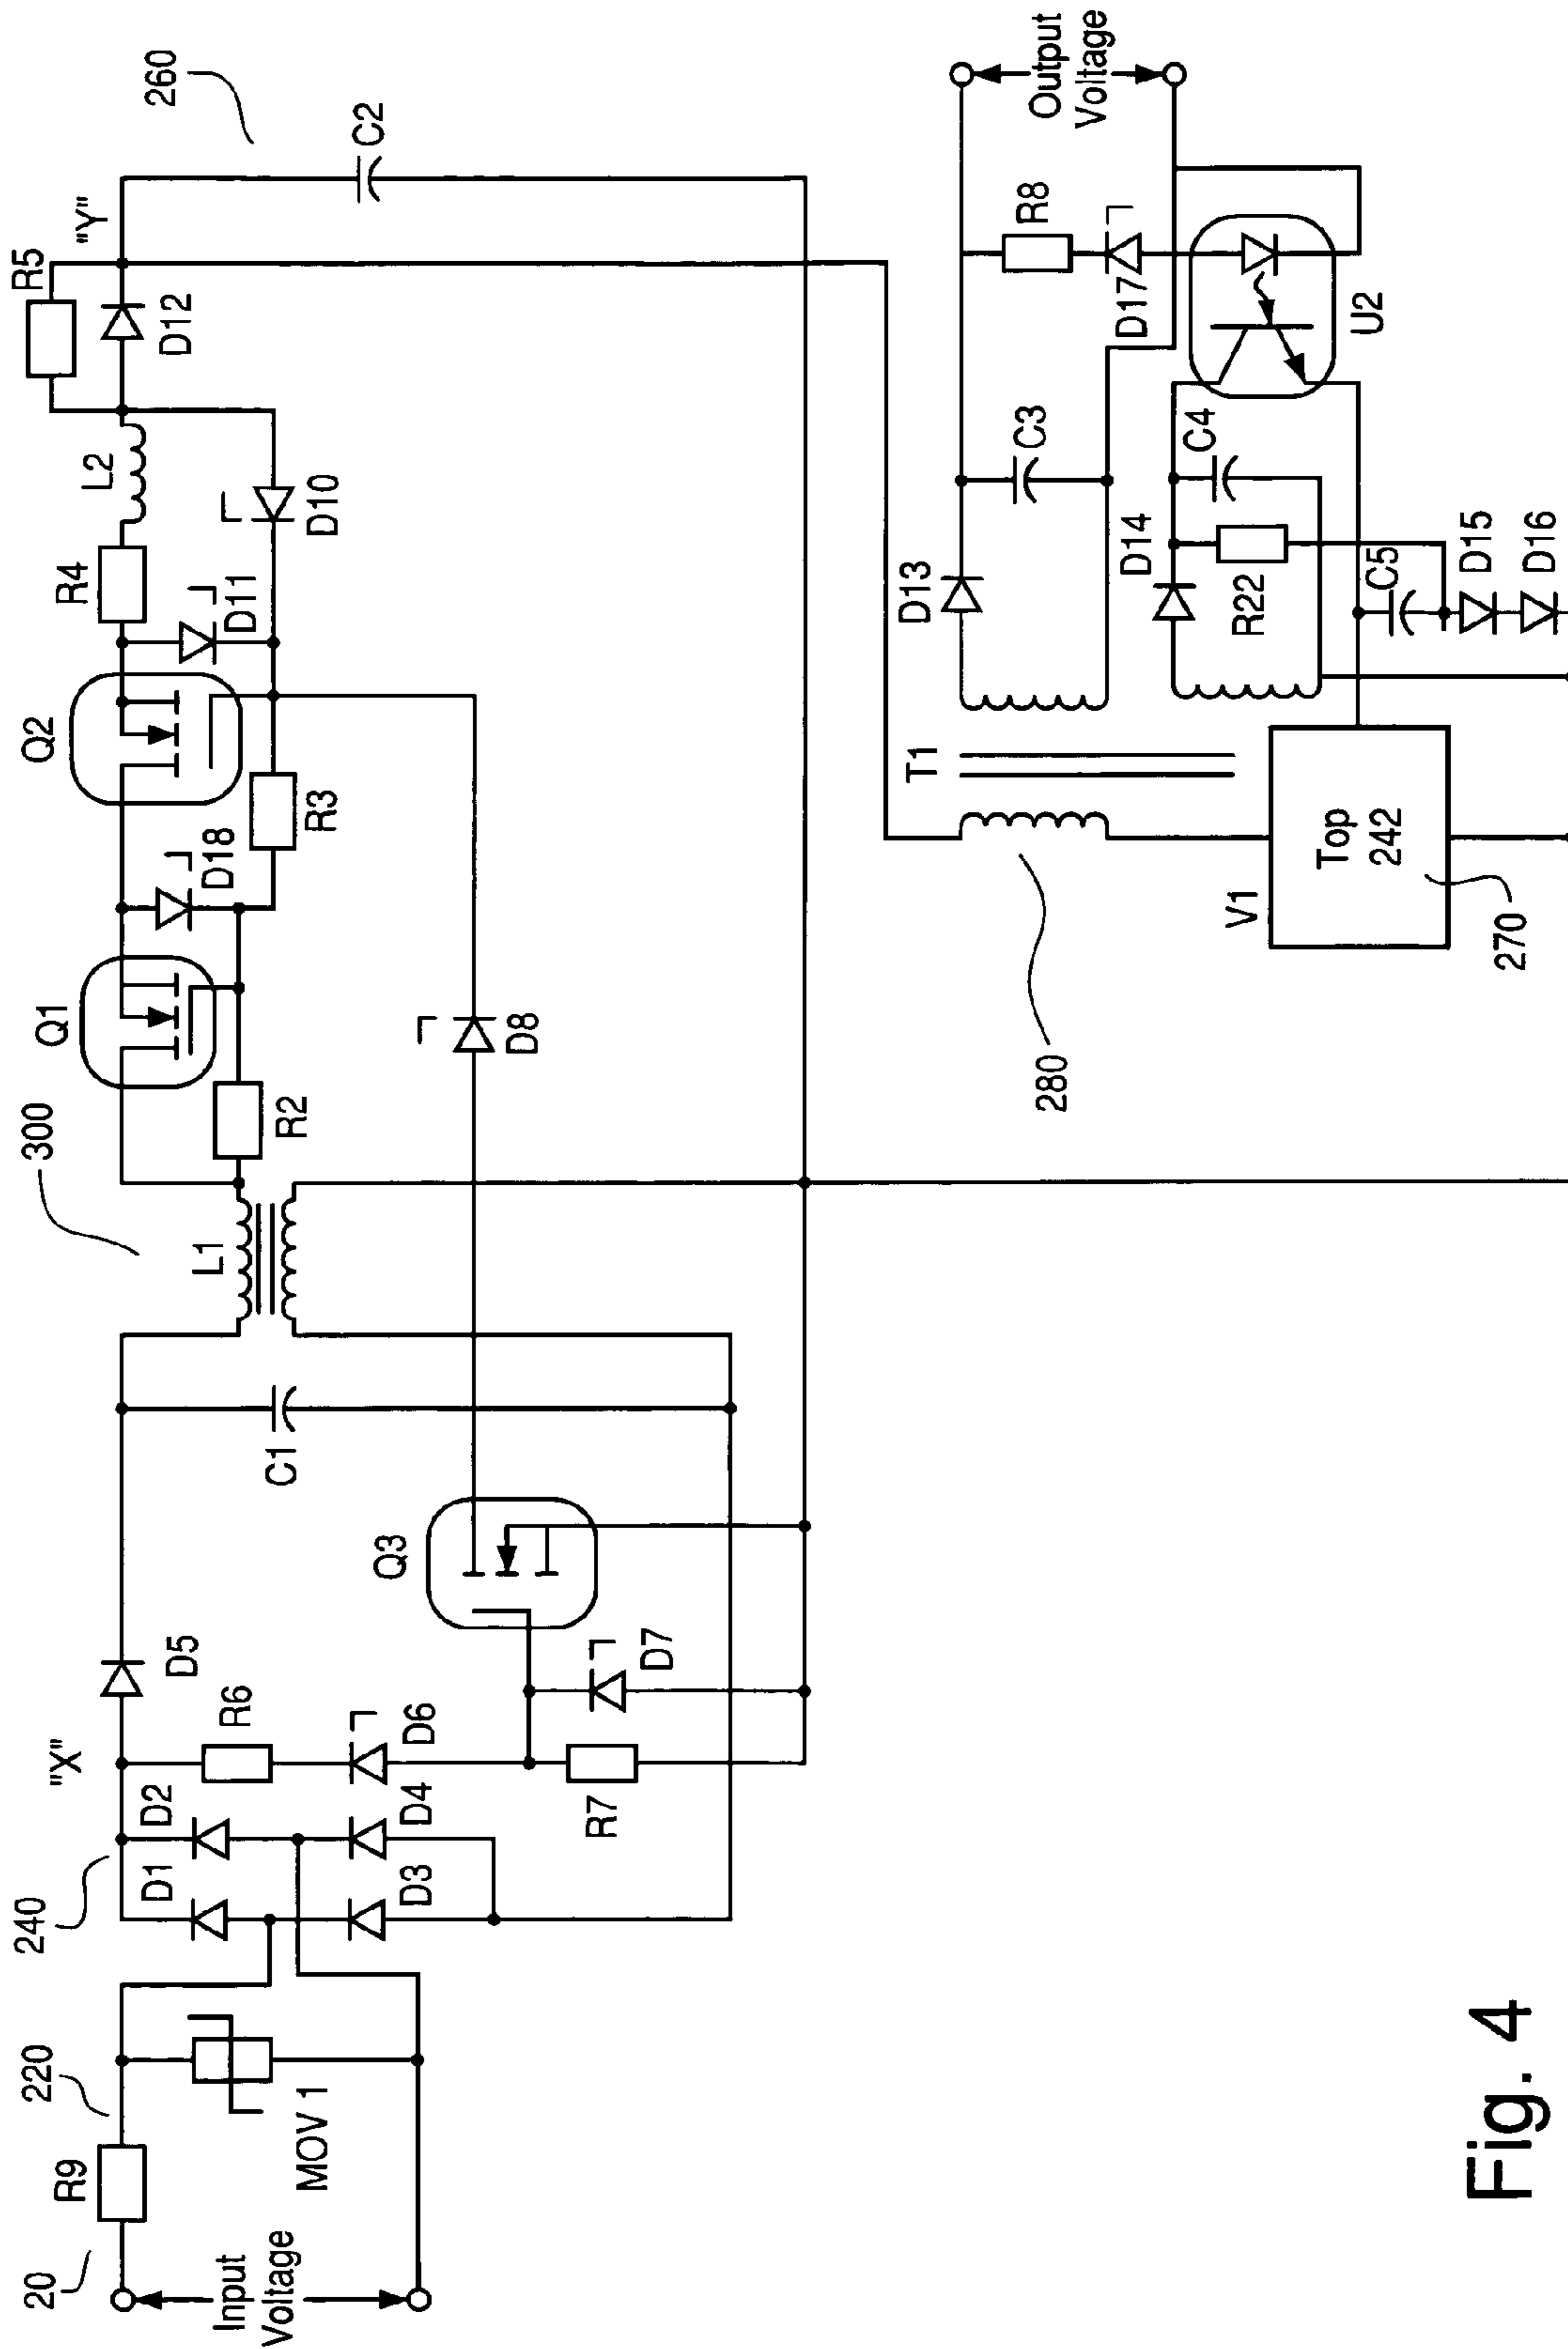 20
R9
220
Input
Voltage
MOV 1
240
D1
D2
"X"
D3
D4
R6
D6
R7
D5
D7
Q3
C1
L1
300
R2
Q1
D18
R3
Q2
D8
D11
R4
L2
D10
R5
D12
"Y"
260
C2
280
T1
V1
Top
242
270
D13
D14
R22
C3
C4
C5
D15
D16
R8
D17
U2
Output
Voltage
Fig. 4